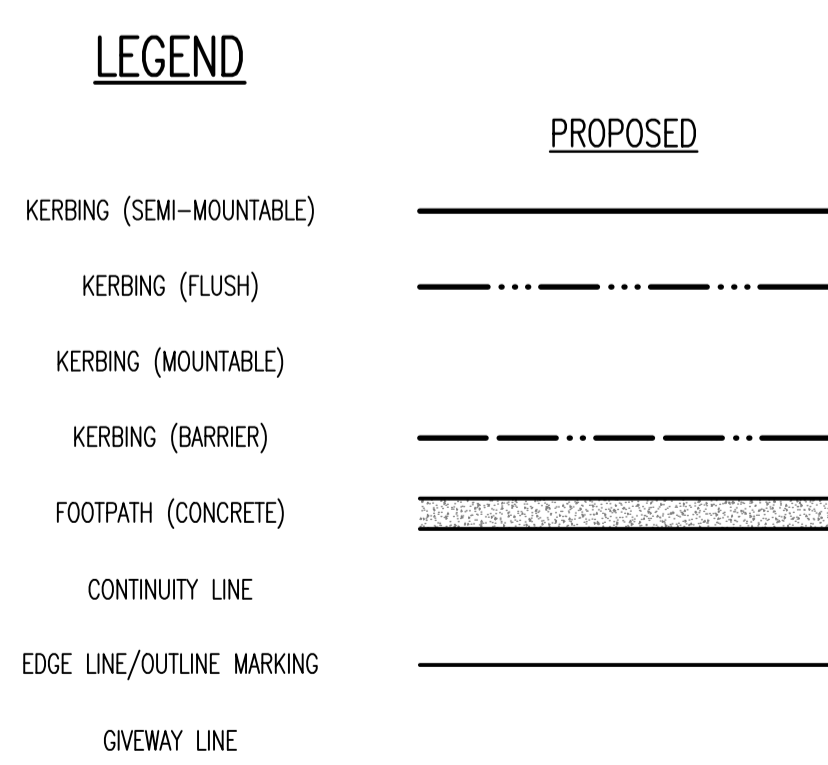 LEGEND
PROPOSED
KERBING (SEMI-MOUNTABLE)
KERBING (FLUSH)
KERBING (MOUNTABLE)
KERBING (BARRIER)
FOOTPATH (CONCRETE)
CONTINUITY LINE
EDGE LINE/OUTLINE MARKING
GIVEWAY LINE